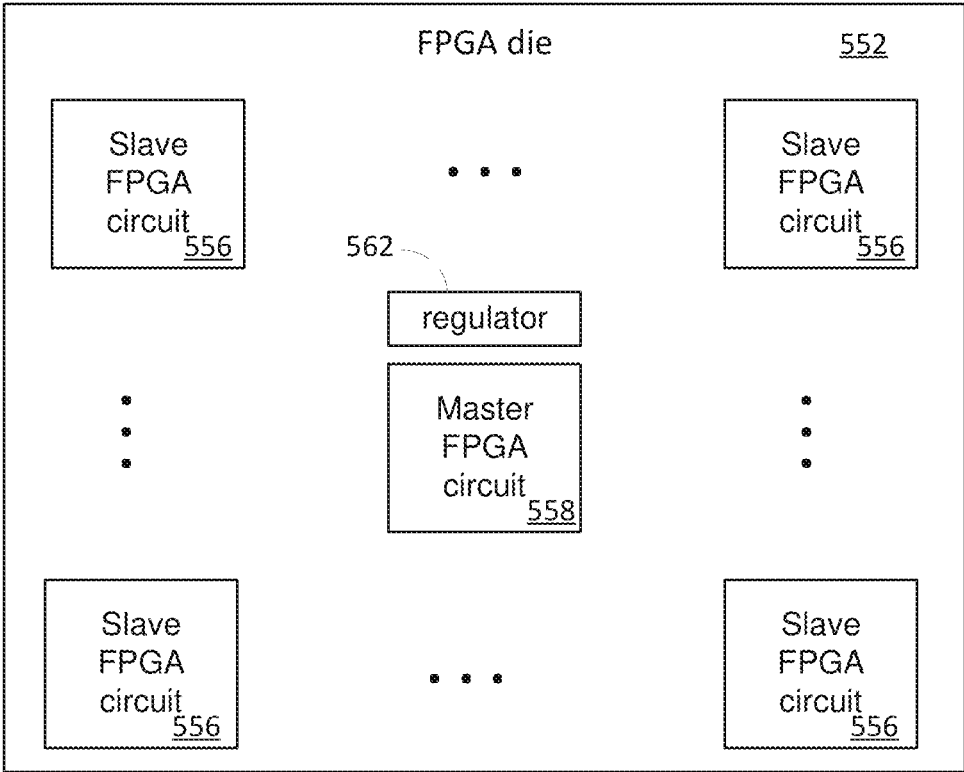 FPGA die
552
Slave
FPGA
circuit
556
Slave
FPGA
circuit
556
562
regulator
Master
FPGA
circuit
558
Slave
FPGA
circuit
556
Slave
FPGA
circuit
556